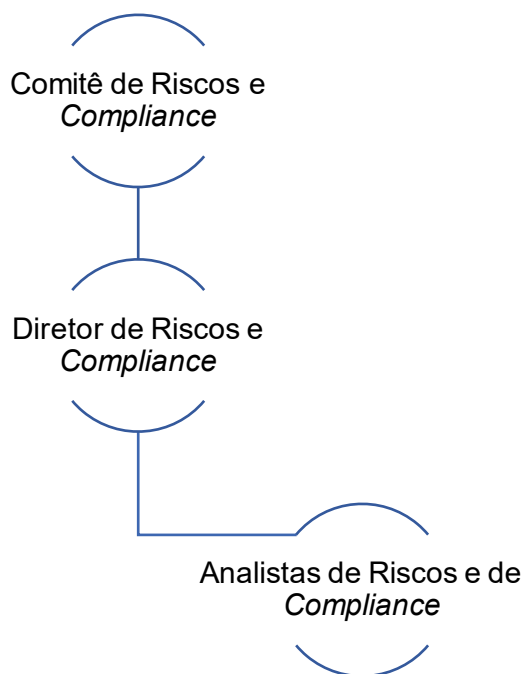 Comitê de Riscos e
Compliance
Diretor de Riscos e
Compliance
Analistas de Riscos e de
Compliance